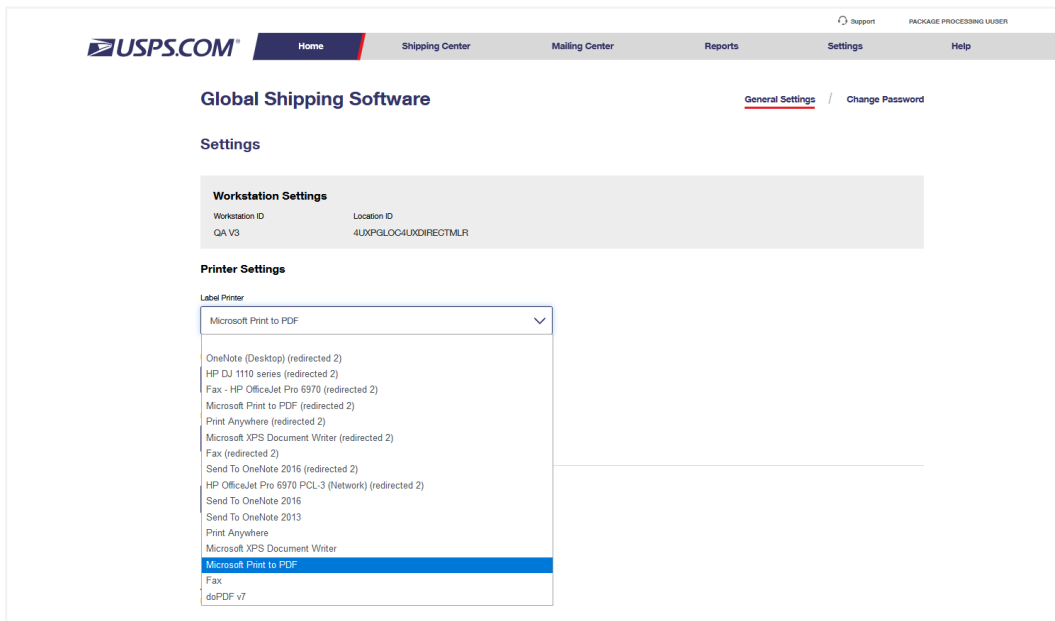 Support PACKAGE PROCESSING UUSER
USPS.COM®
Home Shipping Center Mailing Center Reports Settings Help
Global Shipping Software
General Settings / Change Password
Settings
Workstation Settings
Workstation ID Location ID
QA V3 4UXPGLOC4UXDIRECTMLR
Printer Settings
Label Printer
Microsoft Print to PDF
OneNote (Desktop) (redirected 2)
HP DJ 1110 series (redirected 2)
Fax - HP OfficeJet Pro 6970 (redirected 2)
Microsoft Print to PDF (redirected 2)
Print Anywhere (redirected 2)
Microsoft XPS Document Writer (redirected 2)
Fax (redirected 2)
Send To OneNote 2016 (redirected 2)
HP OfficeJet Pro 6970 PCL-3 (Network) (redirected 2)
Send To OneNote 2016
Send To OneNote 2013
Print Anywhere
Microsoft XPS Document Writer
Microsoft Print to PDF
Fax
doPDF v7